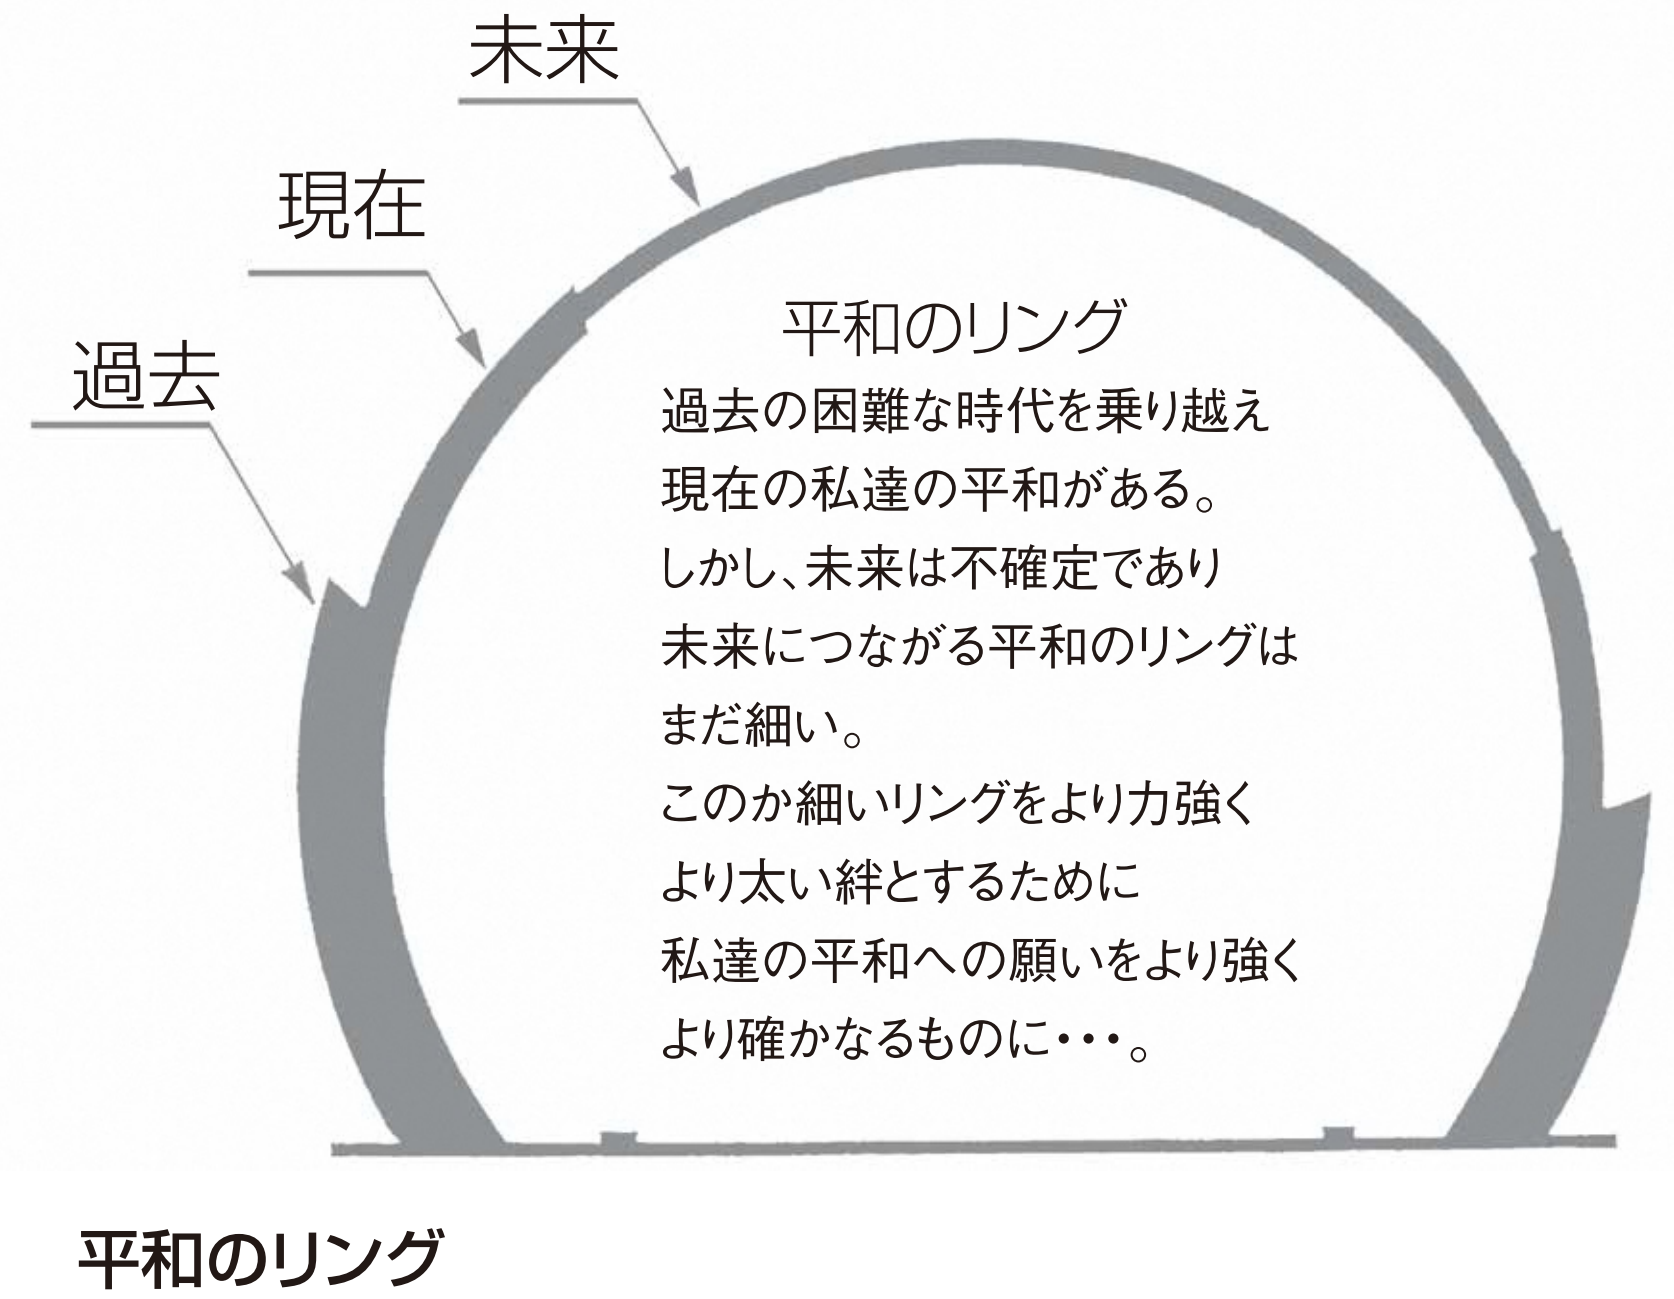 未来
現在
過去
平和のリング
過去の困難な時代を乗り越え
現在の私達の平和がある。
しかし、未来は不確定であり
未来につながる平和のリングは
まだ細い。
このか細いリングをより力強く
より太い絆とするために
私達の平和への願いをより強く
より確かなるものに・・・。
平和のリング